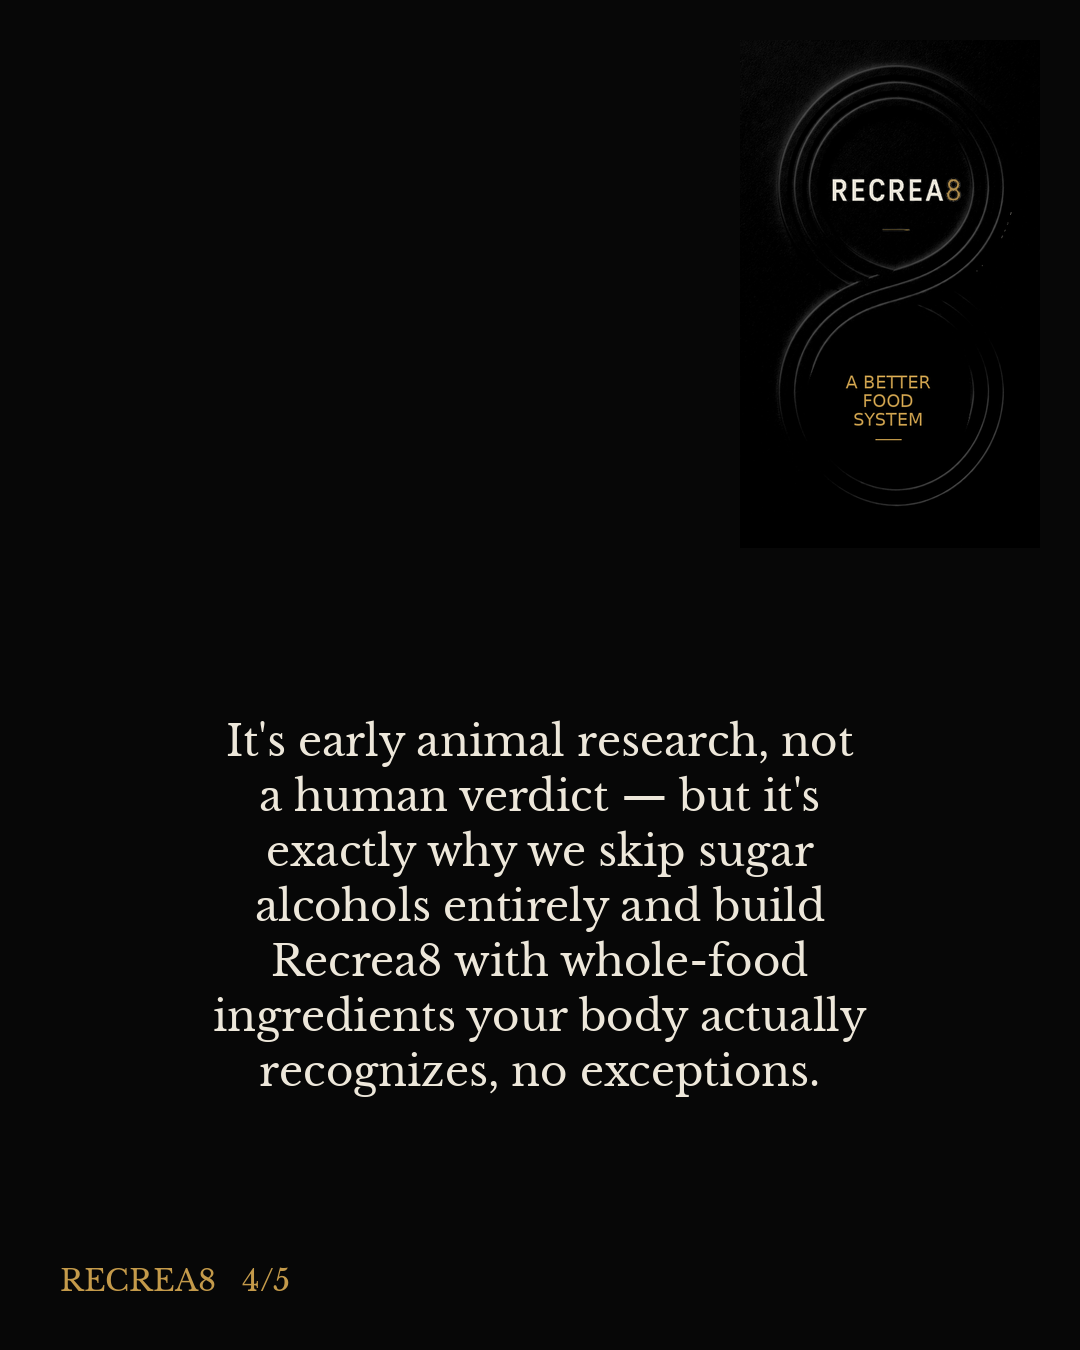 RECREA8
A BETTER
FOOD
SYSTEM
It's early animal research, not
a human verdict — but it's
exactly why we skip sugar
alcohols entirely and build
Recrea8 with whole-food
ingredients your body actually
recognizes, no exceptions.
RECREA8 4/5